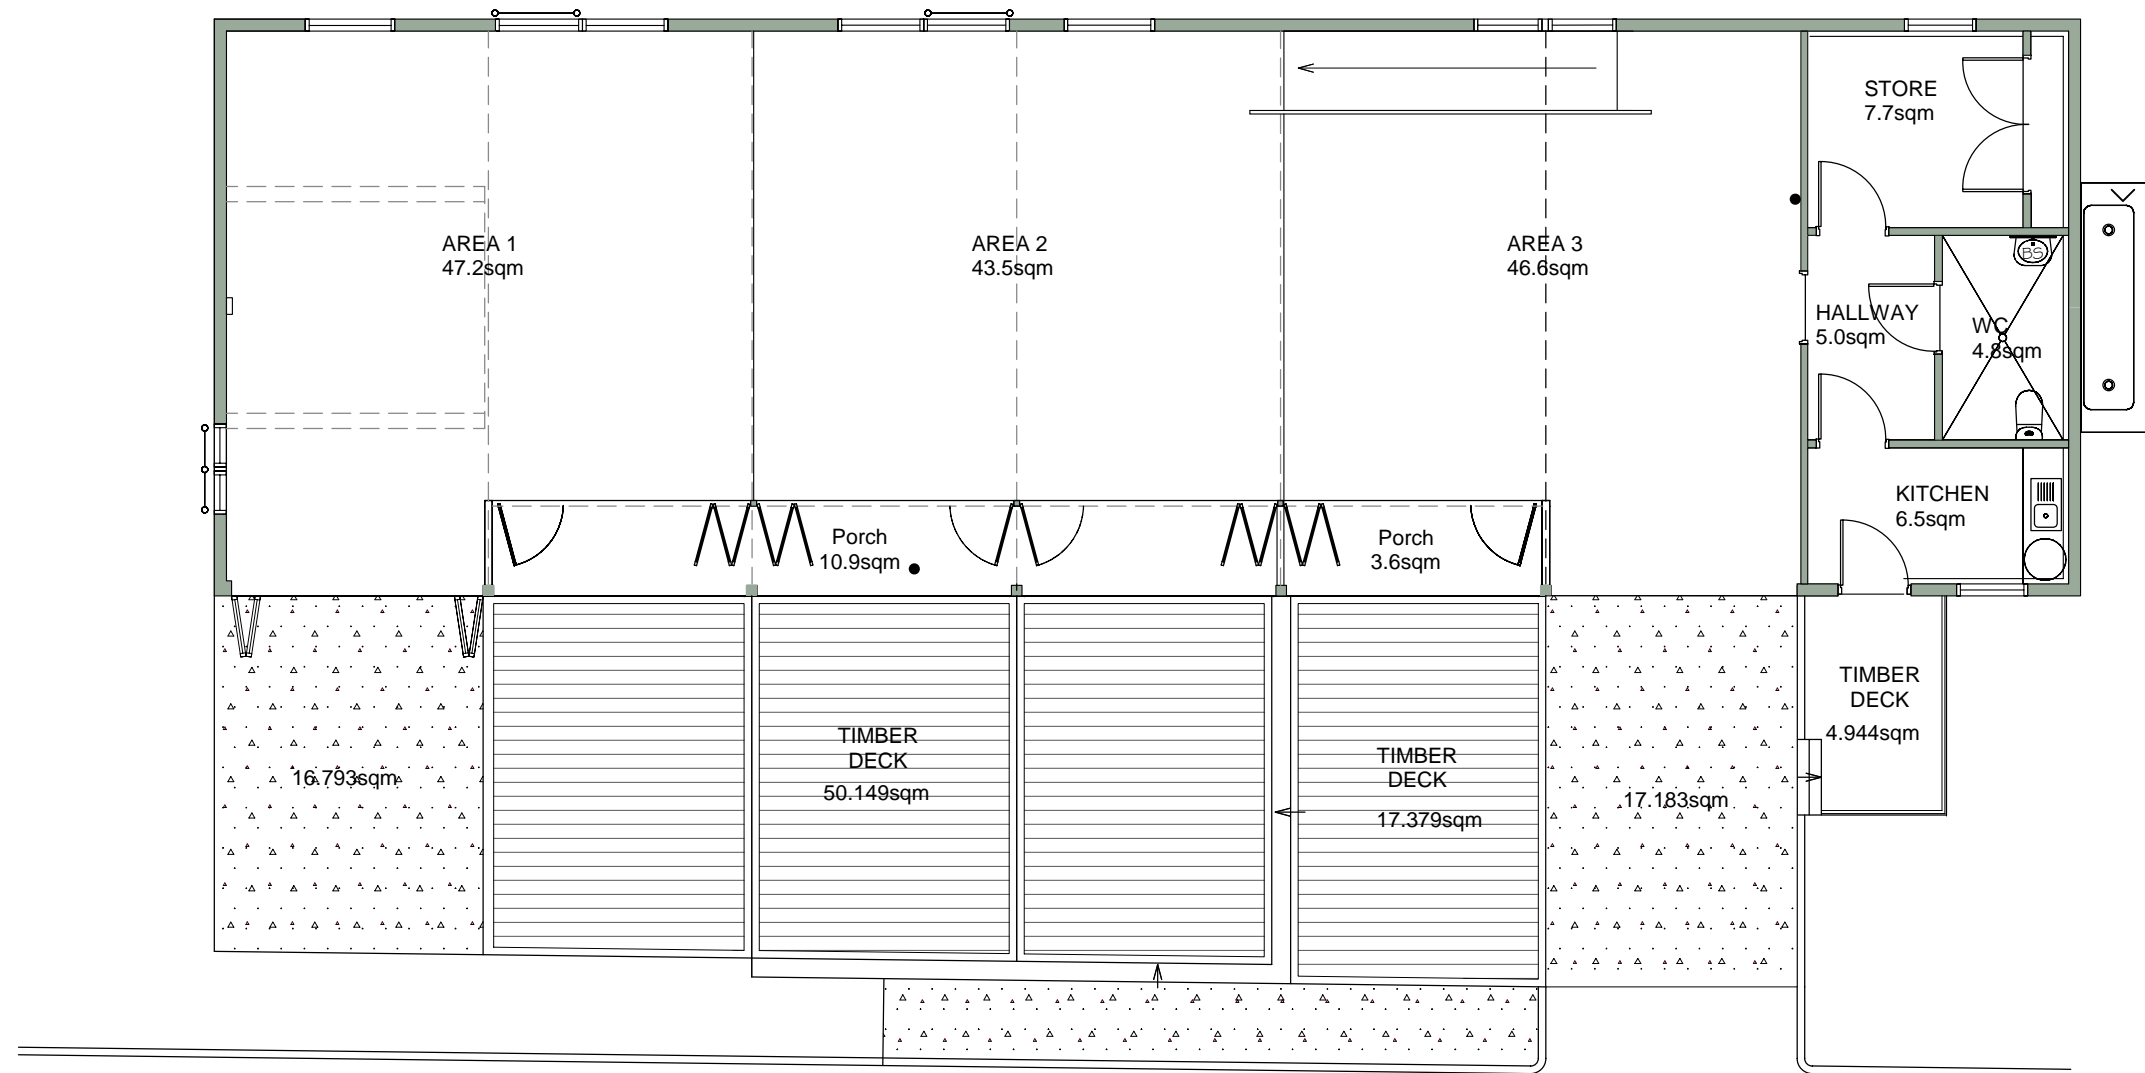 STORE
7.7sqm
AREA 1
47.2sqm
AREA 2
43.5sqm
AREA 3
46.6sqm
BS
HALLWAY
5.0sqm
WC
4.8sqm
KITCHEN
6.5sqm
Porch
10.9sqm
Porch
3.6sqm
TIMBER
DECK
4.944sqm
TIMBER
DECK
50.149sqm
TIMBER
DECK
17.379sqm
16.793sqm
17.183sqm